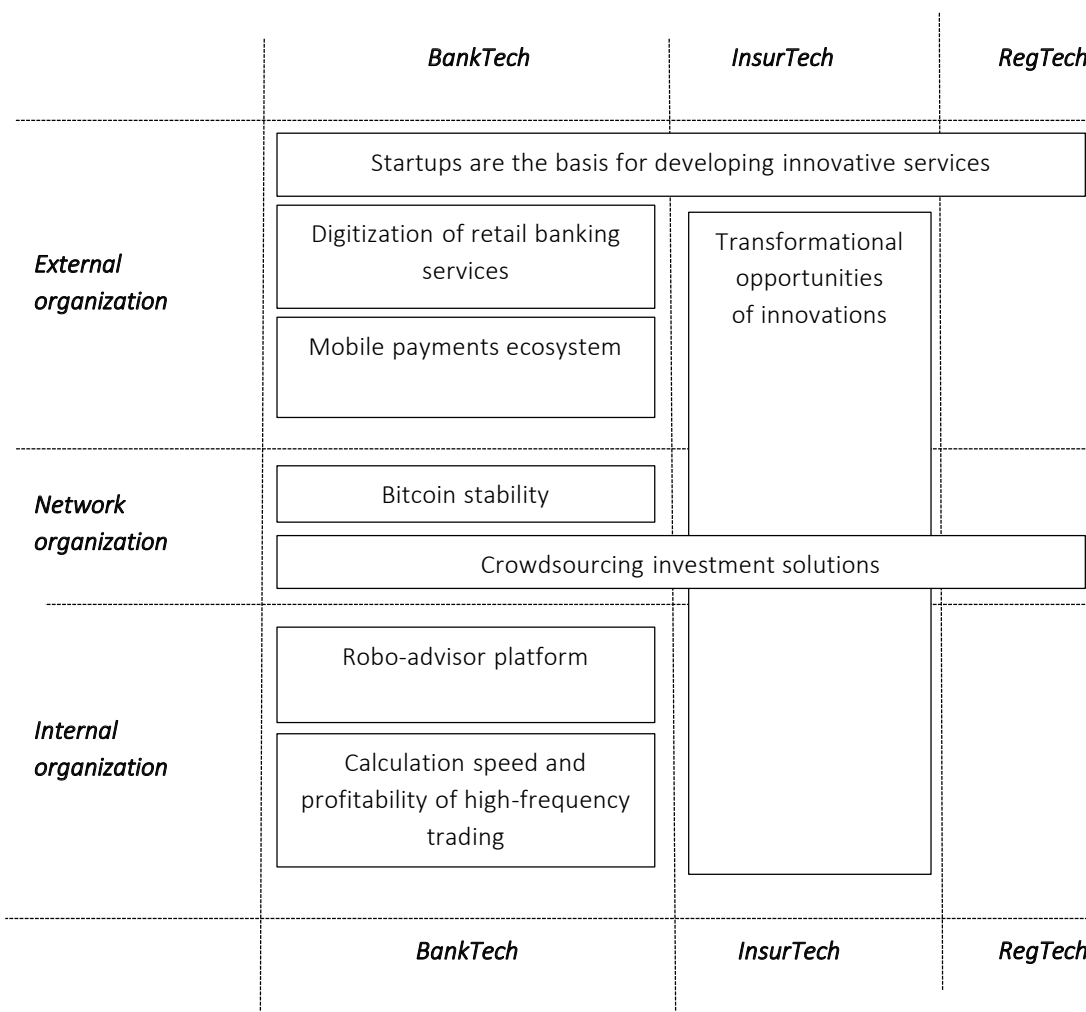 BankTech
InsurTech
RegTech
Startups are the basis for developing innovative services
External
organization
Digitization of retail banking
services
Mobile payments ecosystem
Transformational
opportunities
of innovations
Network
organization
Bitcoin stability
Crowdsourcing investment solutions
Internal
organization
Robo-advisor platform
Calculation speed and
profitability of high-frequency
trading
BankTech
InsurTech
RegTech